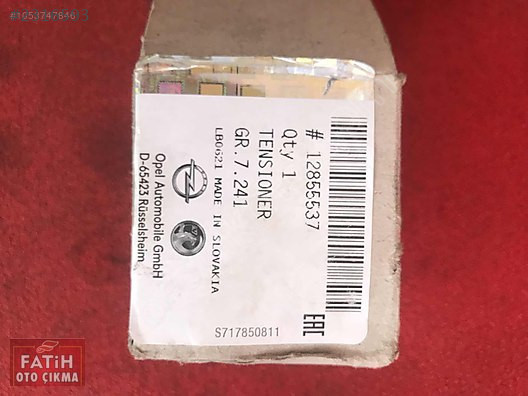 # 12855537
Qty 1
TENSIONER
GR.7.241
LB0621 MADE IN SLOVAKIA
Opel Automobile GmbH
D-65423 Rüsselsheim
S717850811
EAC
FATİH
OTO ÇIKMA